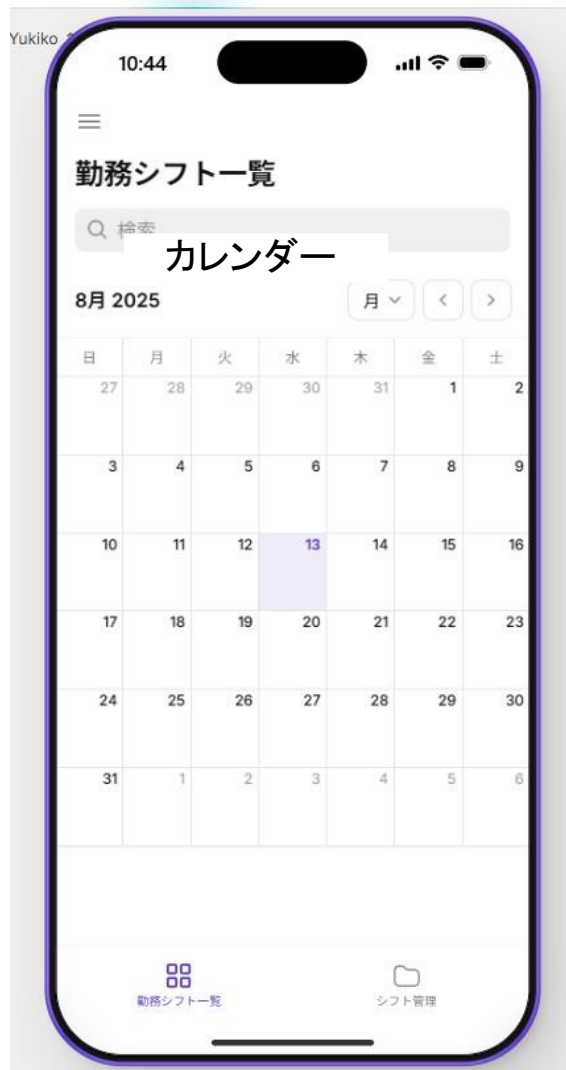 Yukiko
10:44
勤務シフト一覧
検索
カレンダー
8月 2025
月
日 月 火 水 木 金 土
27 28 29 30 31 1 2
3 4 5 6 7 8 9
10 11 12 13 14 15 16
17 18 19 20 21 22 23
24 25 26 27 28 29 30
31 1 2 3 4 5 6
勤務シフト一覧 シフト管理